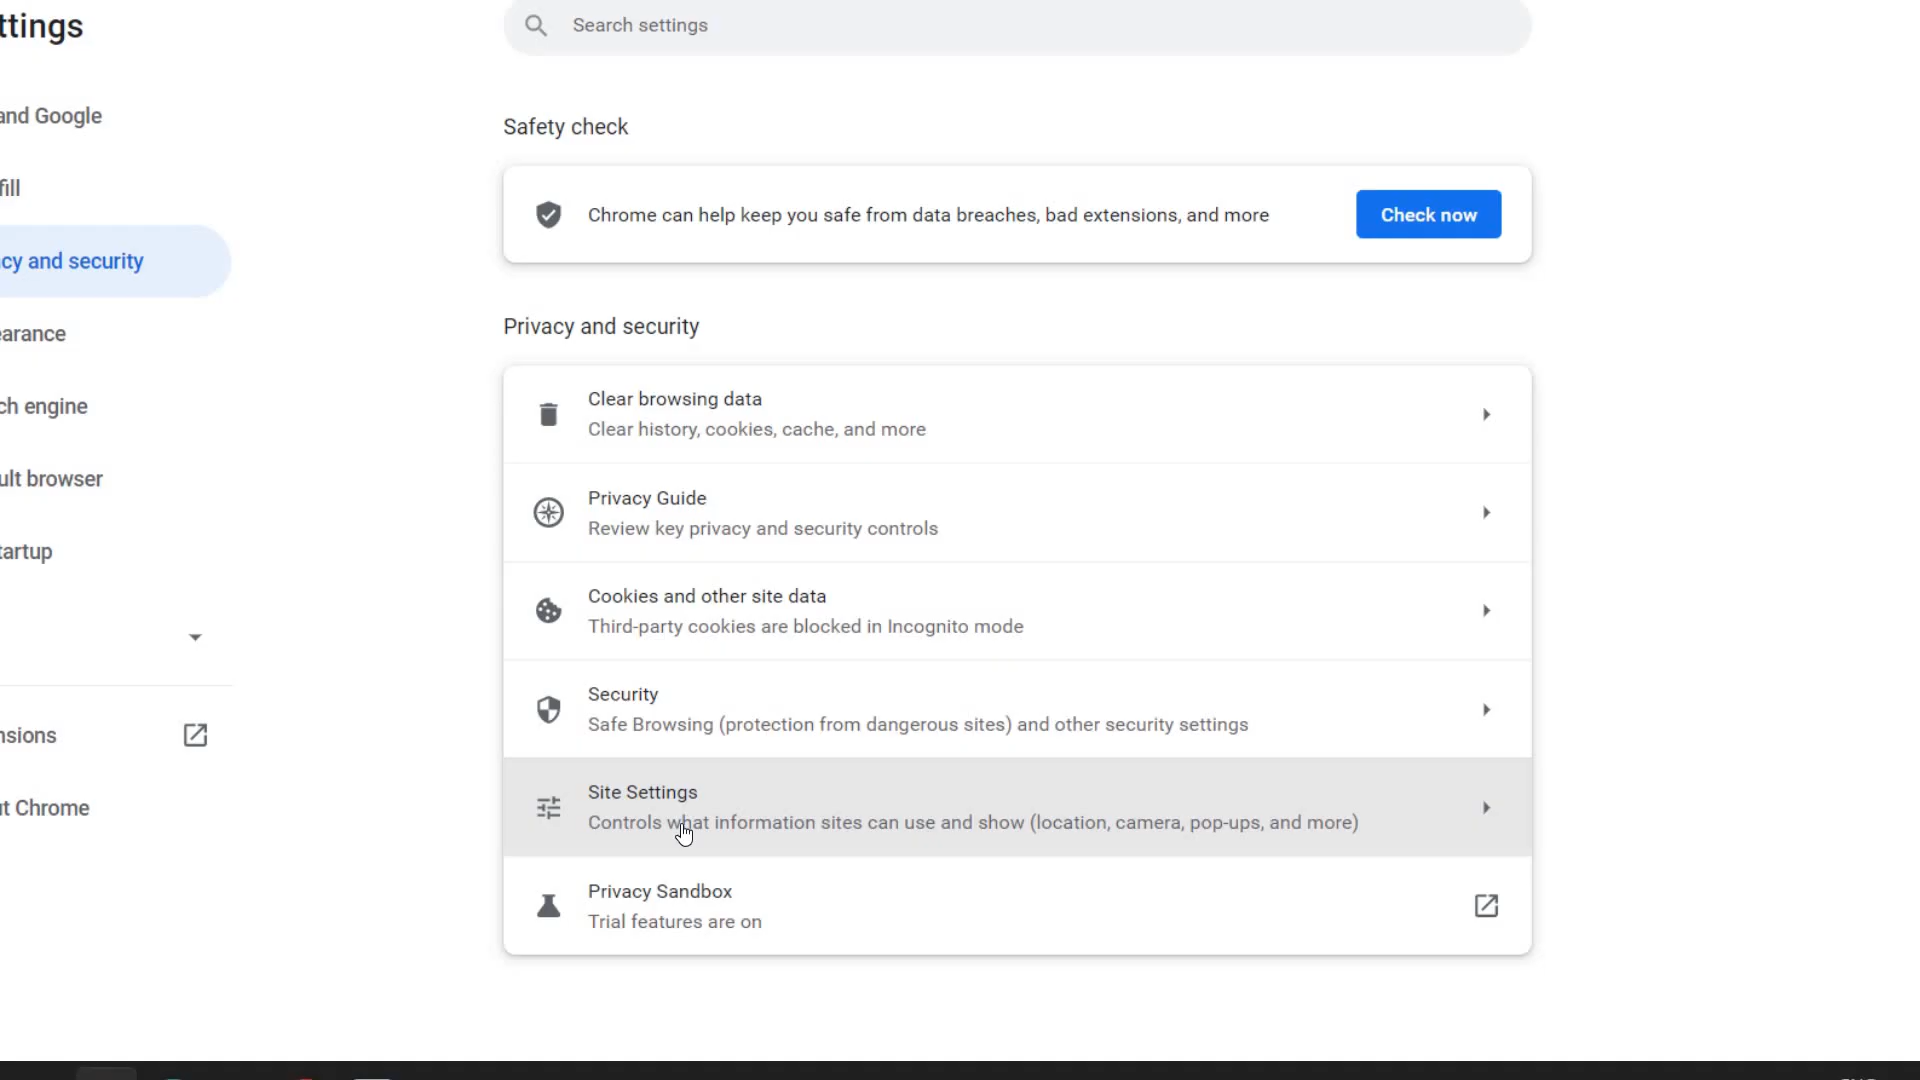 ttings
Search settings
and Google
fill
cy and security
earance
ch engine
ult browser
tartup
nsions
t Chrome
Safety check
Chrome can help keep you safe from data breaches, bad extensions, and more
Check now
Privacy and security
Clear browsing data
Clear history, cookies, cache, and more
Privacy Guide
Review key privacy and security controls
Cookies and other site data
Third-party cookies are blocked in Incognito mode
Security
Safe Browsing (protection from dangerous sites) and other security settings
Site Settings
Controls what information sites can use and show (location, camera, pop-ups, and more)
Privacy Sandbox
Trial features are on